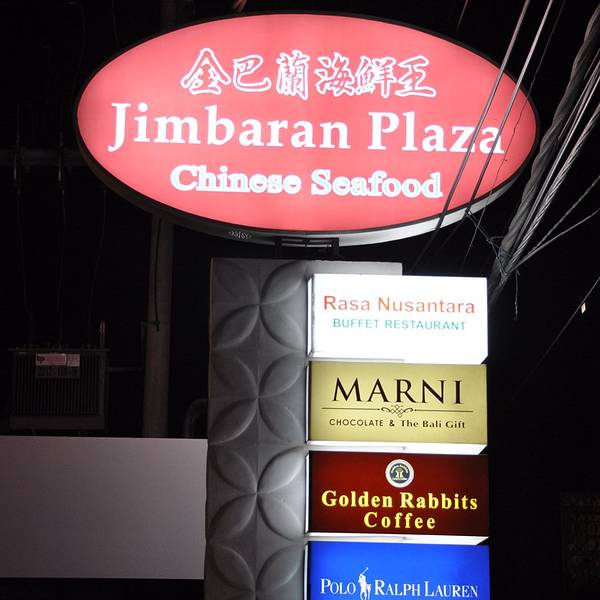 金巴蘭海鮮王
Jimbaran Plaza
Chinese Seafood
Rasa Nusantara
BUFFET RESTAURANT
MARNI
CHOCOLATE & The Bali Gift
Golden Rabbits
Coffee
POLO RALPH LAUREN